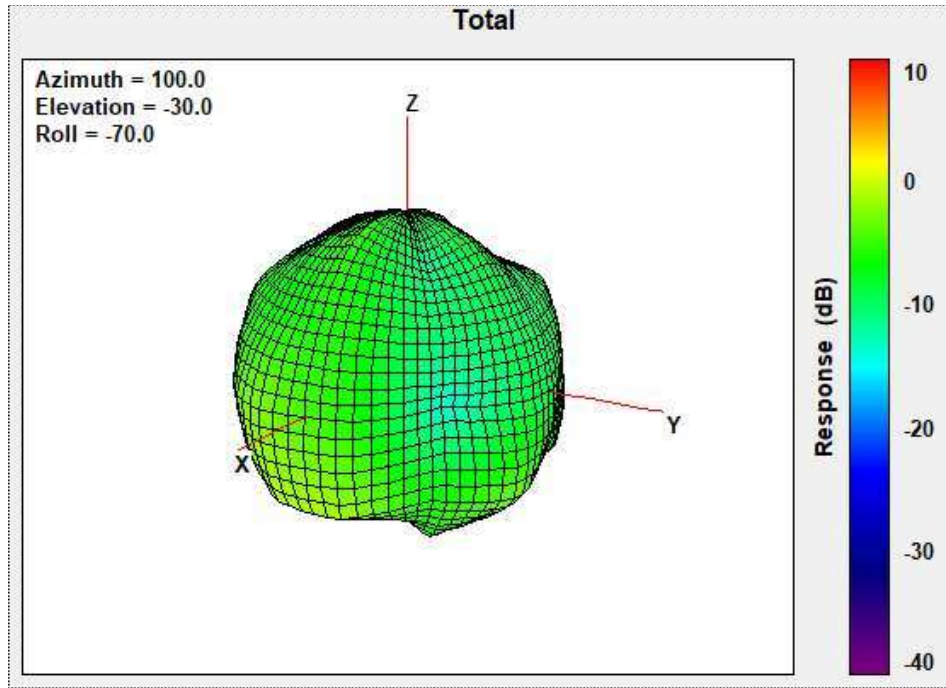 Total
Azimuth = 100.0
Elevation = -30.0
Roll = -70.0
Z
X
Y
10
0
-10
-20
-30
-40
Response (dB)